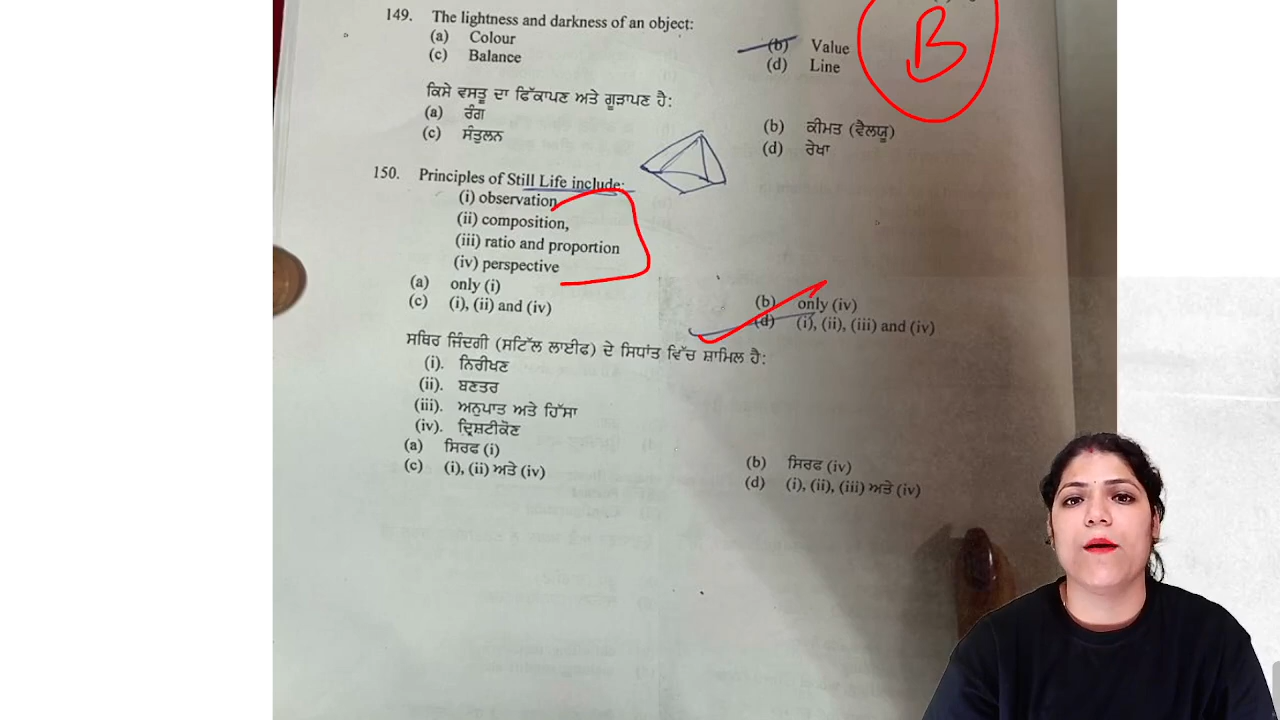 149. The lightness and darkness of an object:
(a) Colour (b) Value
(c) Balance (d) Line
B
ਕਿਸੇ ਵਸਤੂ ਦਾ ਫਿੱਕਾਪਣ ਅਤੇ ਗੂੜਾਪਣ ਹੈ:
(a) ਰੰਗ (b) ਕੀਮਤ (ਵੈਲਯੂ)
(c) ਸੰਤੁਲਨ (d) ਰੇਖਾ
150. Principles of Still Life include:
(i) observation
(ii) composition,
(iii) ratio and proportion
(iv) perspective
(a) only (i) (b) only (iv)
(c) (i), (ii) and (iv) (d) (i), (ii), (iii) and (iv)
ਸਥਿਰ ਜਿੰਦਗੀ (ਸਟਿੱਲ ਲਾਈਫ) ਦੇ ਸਿਧਾਂਤ ਵਿੱਚ ਸ਼ਾਮਿਲ ਹੈ:
(i). ਨਿਰੀਖਣ
(ii). ਬਣਤਰ
(iii). ਅਨੁਪਾਤ ਅਤੇ ਹਿੱਸਾ
(iv). ਦ੍ਰਿਸ਼ਟੀਕੋਣ
(a) ਸਿਰਫ (i) (b) ਸਿਰਫ (iv)
(c) (i), (ii) ਅਤੇ (iv) (d) (i), (ii), (iii) ਅਤੇ (iv)